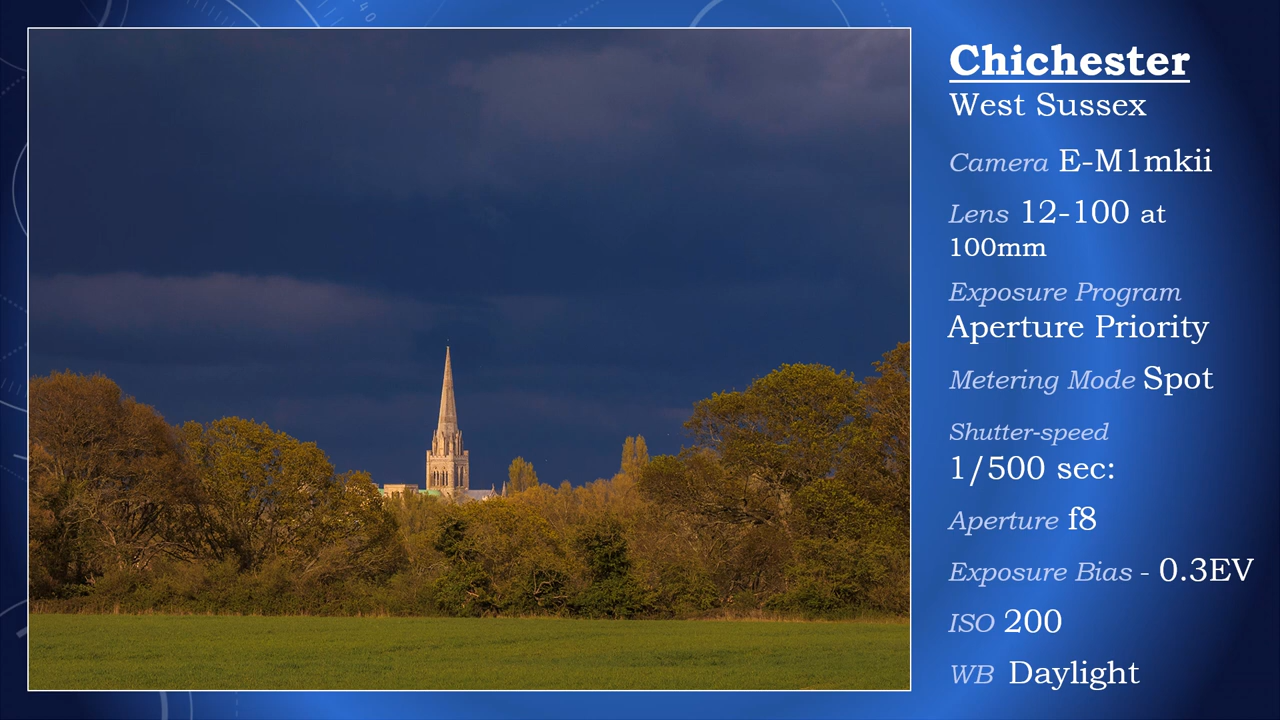 Chichester
West Sussex
Camera E-M1mkii
Lens 12-100 at
100mm
Exposure Program
Aperture Priority
Metering Mode Spot
Shutter-speed
1/500 sec:
Aperture f8
Exposure Bias - 0.3EV
ISO 200
WB Daylight
40